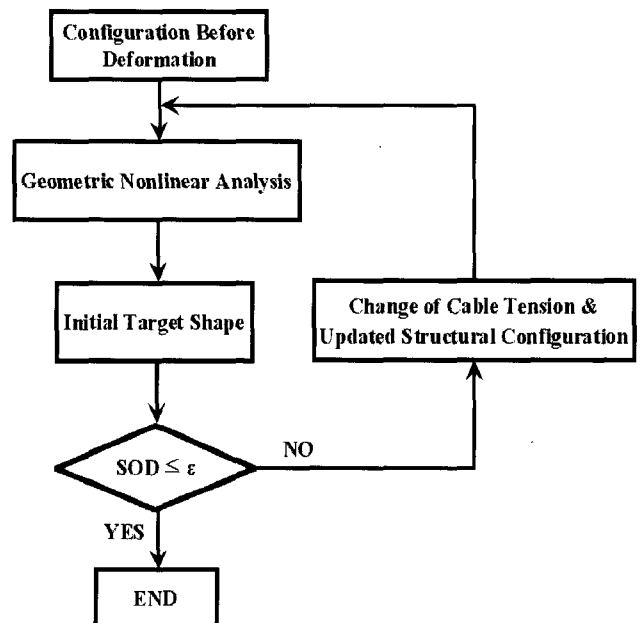 Configuration Before
Deformation
Geometric Nonlinear Analysis
Initial Target Shape
Change of Cable Tension &
Updated Structural Configuration
SOD ≤ ε
NO
YES
END